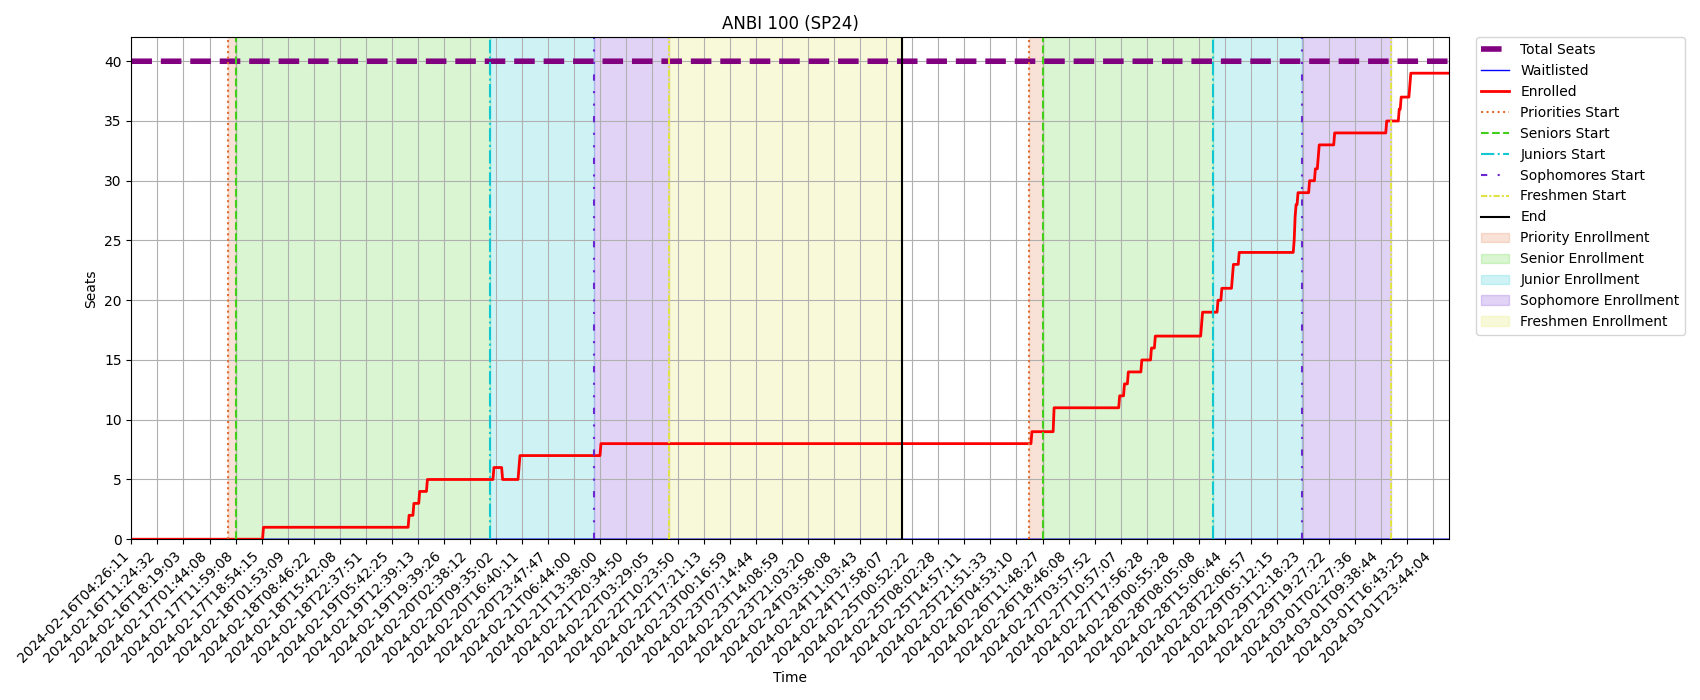 ANBI 100 (SP24)
Seats
40
35
30
25
20
15
10
5
0
2024-02-16T04:26:11
2024-02-16T11:24:32
2024-02-16T18:19:03
2024-02-17T01:44:08
2024-02-17T11:59:08
2024-02-17T18:54:15
2024-02-18T01:53:09
2024-02-18T08:46:22
2024-02-18T15:42:08
2024-02-18T22:37:51
2024-02-19T05:42:25
2024-02-19T12:39:13
2024-02-19T19:39:26
2024-02-20T02:38:12
2024-02-20T09:35:02
2024-02-20T16:40:11
2024-02-20T23:47:47
2024-02-21T06:44:00
2024-02-21T13:38:00
2024-02-21T20:34:50
2024-02-22T03:29:05
2024-02-22T10:23:50
2024-02-22T17:21:13
2024-02-23T00:16:59
2024-02-23T07:14:44
2024-02-23T14:08:59
2024-02-23T21:03:20
2024-02-24T03:58:08
2024-02-24T11:03:43
2024-02-24T17:58:07
2024-02-25T00:52:22
2024-02-25T08:02:28
2024-02-25T14:57:11
2024-02-25T21:51:33
2024-02-26T04:53:10
2024-02-26T11:48:27
2024-02-26T18:46:08
2024-02-27T03:57:52
2024-02-27T10:57:07
2024-02-27T17:56:28
2024-02-28T00:55:28
2024-02-28T08:05:08
2024-02-28T15:06:44
2024-02-28T22:06:57
2024-02-29T05:12:15
2024-02-29T12:18:23
2024-02-29T19:27:22
2024-03-01T02:27:36
2024-03-01T09:38:44
2024-03-01T16:43:25
2024-03-01T23:44:04
Time
Total Seats
Waitlisted
Enrolled
Priorities Start
Seniors Start
Juniors Start
Sophomores Start
Freshmen Start
End
Priority Enrollment
Senior Enrollment
Junior Enrollment
Sophomore Enrollment
Freshmen Enrollment